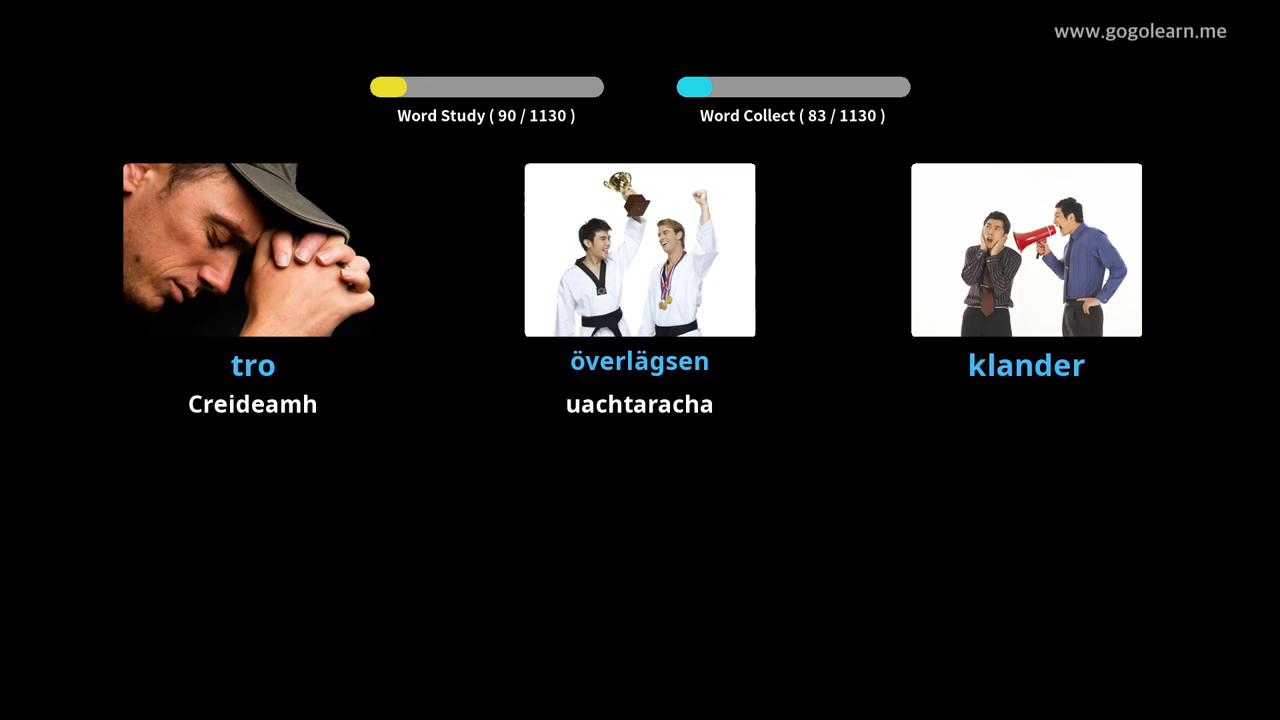 www.gogolearn.me
Word Study ( 90 / 1130 )
Word Collect ( 83 / 1130 )
tro
Creideamh
överlägsen
uachtaracha
klander